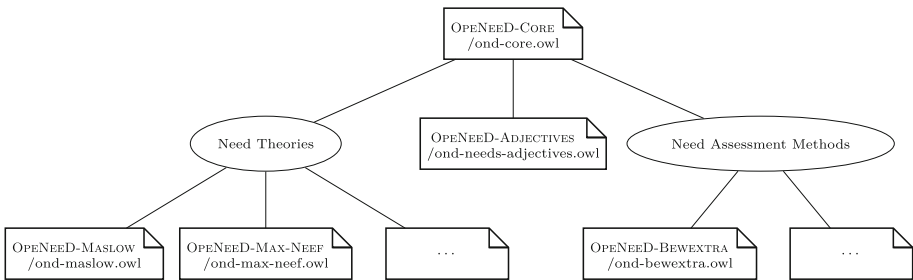 OpeNeeD-Core
/ond-core.owl
Need Theories
OpeNeeD-Adjectives
/ond-needs-adjectives.owl
Need Assessment Methods
OpeNeeD-Maslow
/ond-maslow.owl
OpeNeeD-Max-Neef
/ond-max-neef.owl
...
OpeNeeD-Bewextra
/ond-bewextra.owl
...